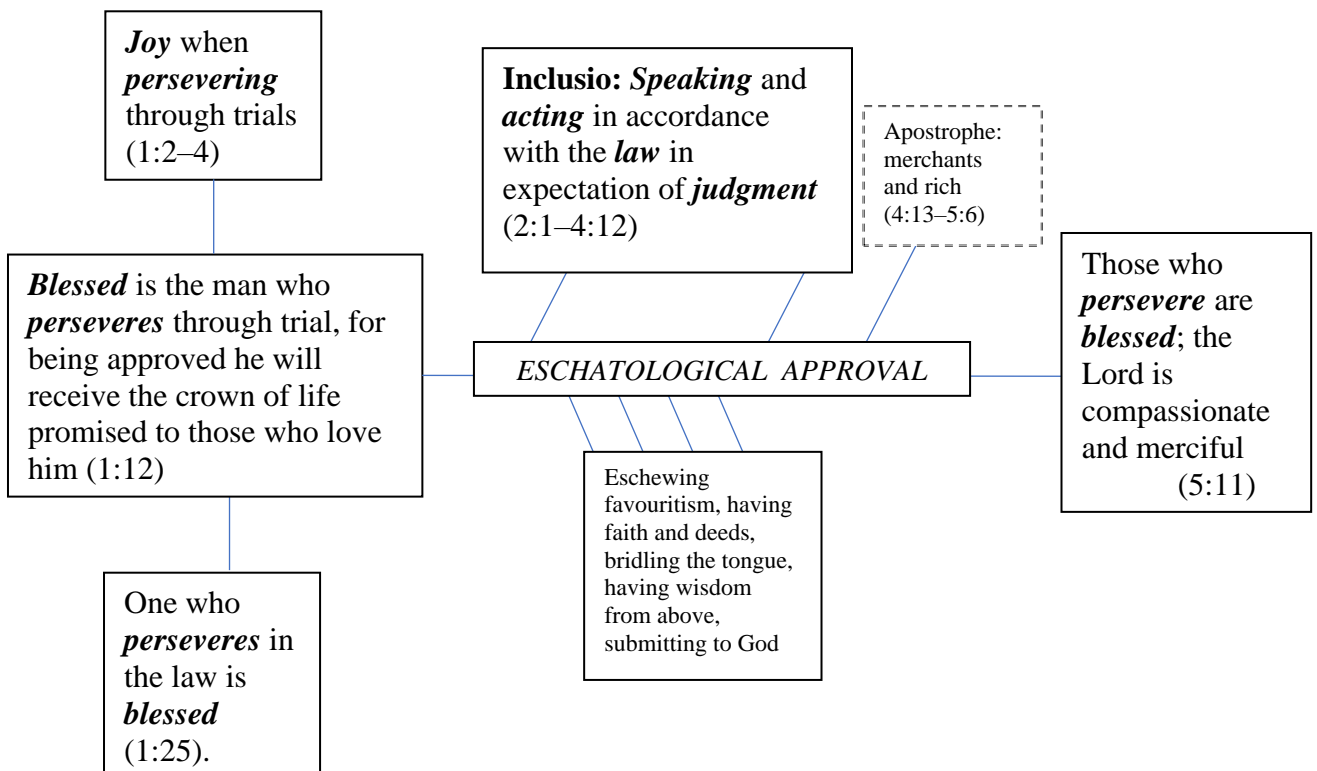 Joy when
persevering
through trials
(1:2–4)
Inclusio: Speaking and
acting in accordance
with the law in
expectation of judgment
(2:1–4:12)
Apostrophe:
merchants
and rich
(4:13–5:6)
Blessed is the man who
perseveres through trial, for
being approved he will
receive the crown of life
promised to those who love
him (1:12)
ESCHATOLOGICAL APPROVAL
Those who
persevere are
blessed; the
Lord is
compassionate
and merciful
(5:11)
Eschewing
favouritism, having
faith and deeds,
bridling the tongue,
having wisdom
from above,
submitting to God
One who
perseveres in
the law is
blessed
(1:25).